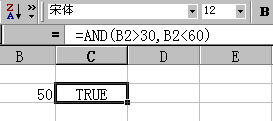 宋体 12 B
= =AND(B2>30,B2<60)
B C D E
50 TRUE